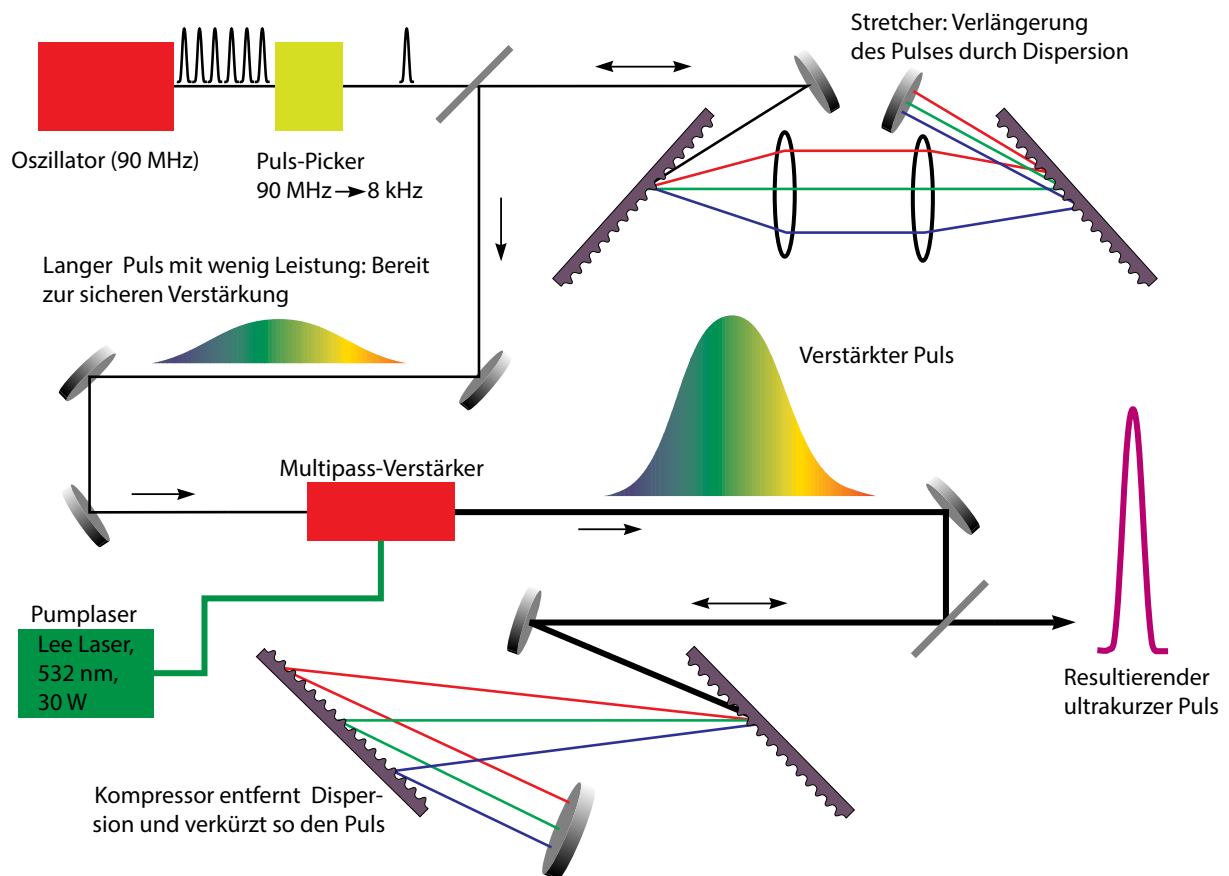 Stretcher: Verlängerung
des Pulses durch Dispersion
Oszillator (90 MHz)
Puls-Picker
90 MHz→8 kHz
Langer Puls mit wenig Leistung: Bereit
zur sicheren Verstärkung
Verstärkter Puls
Multipass-Verstärker
Pumplaser
Lee Laser,
532 nm,
30 W
Resultierender
ultrakurzer Puls
Kompressor entfernt Disper-
sion und verkürzt so den Puls